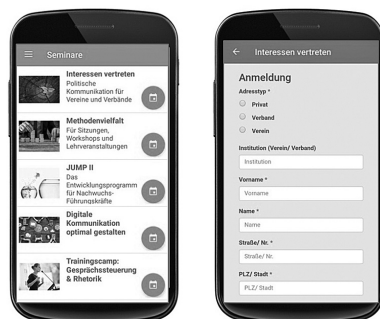 Seminare
Interessen vertreten
Politische
Kommunikation für
Vereine und Verbände
Methodenvielfalt
Für Sitzungen,
Workshops und
Lehrveranstaltungen
JUMP II
Das
Entwicklungsprogramm
für Nachwuchs-
Führungskräfte
Digitale
Kommunikation
optimal gestalten
Trainingscamp:
Gesprächssteuerung
& Rhetorik
Interessen vertreten
Anmeldung
Adresstyp *
Privat
Verband
Verein
Institution (Verein/ Verband)
Institution
Vorname *
Vorname
Name *
Name
Straße/ Nr. *
Straße/ Nr.
PLZ/ Stadt *
PLZ/ Stadt